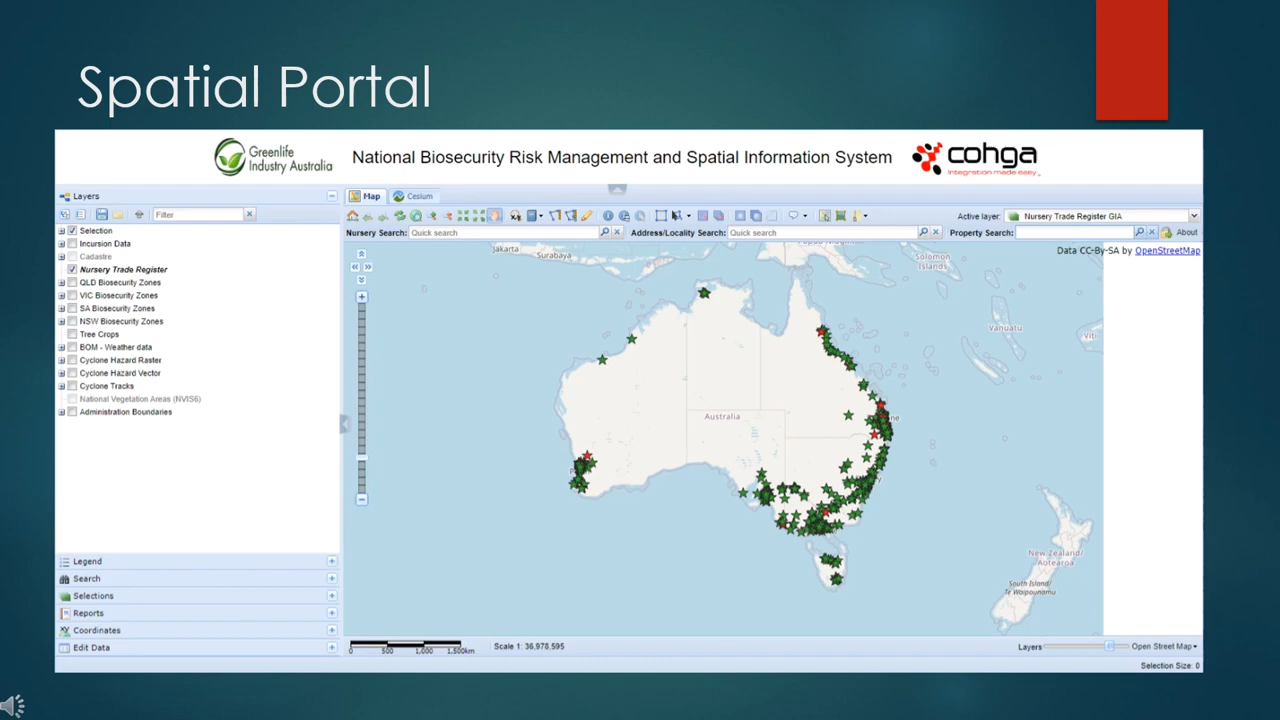 Spatial Portal
Greenlife
Industry Australia
National Biosecurity Risk Management and Spatial Information System
cohga
integration made easy
Layers
Map
Cesium
Filter
Active layer:
Nursery Trade Register GIA
Nursery Search:
Quick search
Address/Locality Search:
Quick search
Property Search:
About
Selection
Incursion Data
Cadastre
Nursery Trade Register
QLD Biosecurity Zones
VIC Biosecurity Zones
SA Biosecurity Zones
NSW Biosecurity Zones
Tree Crops
BOM - Weather data
Cyclone Hazard Raster
Cyclone Hazard Vector
Cyclone Tracks
National Vegetation Areas (NVIS6)
Administration Boundaries
Jakarta
Surabaya
Solomon
Islands
Data CC-By-SA by OpenStreetMap
Vanuatu
Viti
Australia
New Zealand/
Aotearoa
South Island/
Te Waipounamu
Legend
Search
Selections
Reports
XY Coordinates
Edit Data
0 500 1,000 1,500km
Scale 1: 36,978,595
Layers
Open Street Map
Selection Size: 0